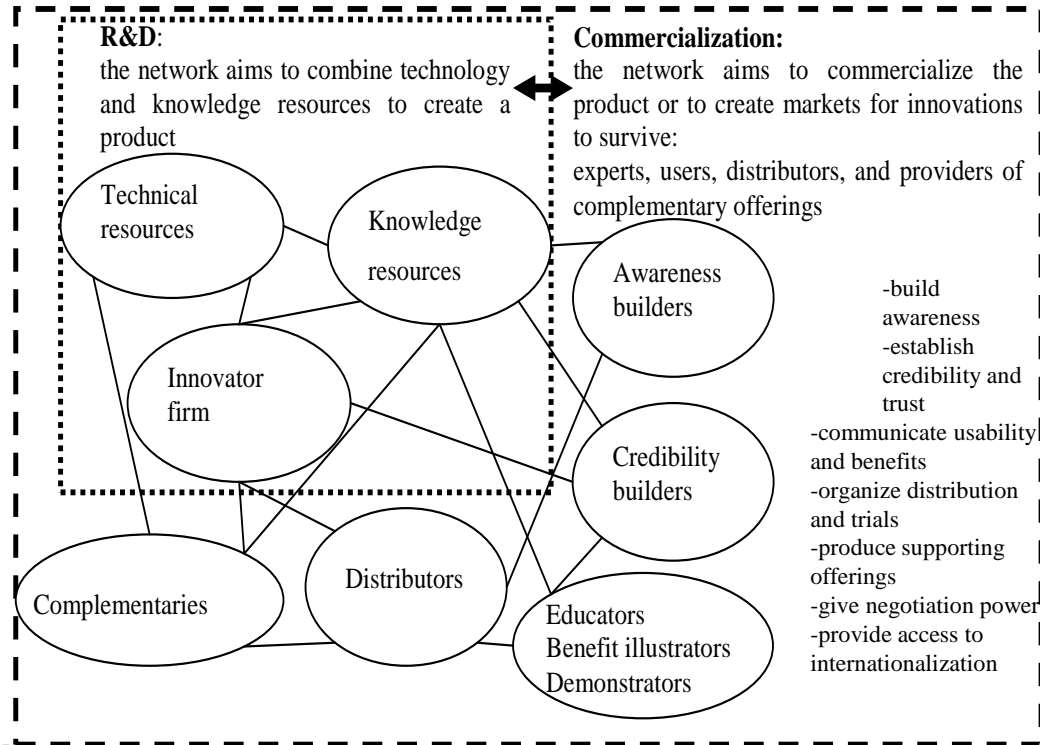 R&D:
the network aims to combine technology
and knowledge resources to create a
product
Commercialization:
the network aims to commercialize the
product or to create markets for innovations
to survive:
experts, users, distributors, and providers of
complementary offerings
Technical
resources
Knowledge
resources
Awareness
builders
Innovator
firm
Credibility
builders
Complementaries
Distributors
Educators
Benefit illustrators
Demonstrators
-build
awareness
-establish
credibility and
trust
-communicate usability
and benefits
-organize distribution
and trials
-produce supporting
offerings
-give negotiation power
-provide access to
internationalization